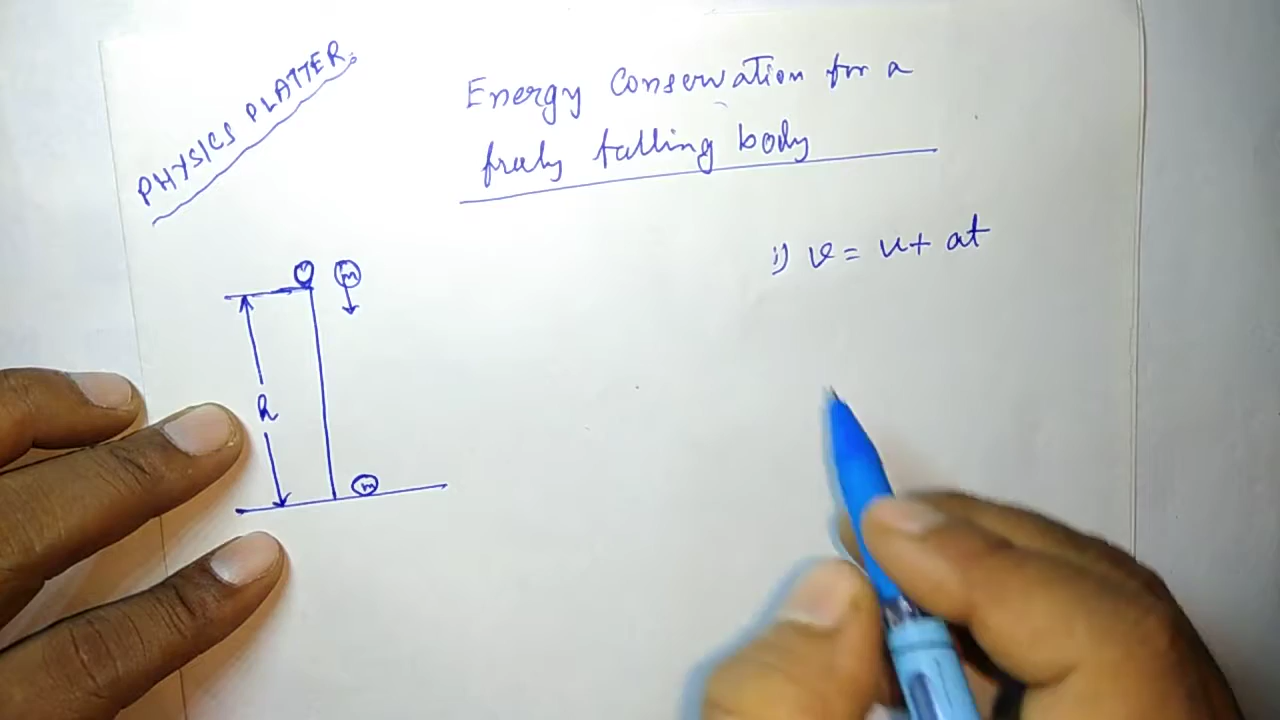 PHYSICS PLATTER
Energy Conservation for a
freely falling body
i) v = u + at
m
h
m